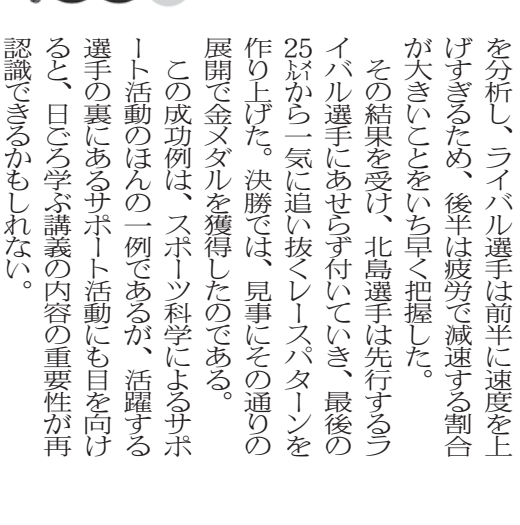 を分析し、ライバル選手は前半に速度を上
げすぎるため、後半は疲労で減速する割合
が大きいことをいち早く把握した。
その結果を受け、北島選手は先行するラ
イバル選手にあせらず付いていき、最後の
25㍍から一気に追い抜くレースパターンを
作り上げた。決勝では、見事にその通りの
展開で金メダルを獲得したのである。
この成功例は、スポーツ科学によるサポ
ート活動のほんの一例であるが、活躍する
選手の裏にあるサポート活動にも目を向け
ると、日ごろ学ぶ講義の内容の重要性が再
認識できるかもしれない。